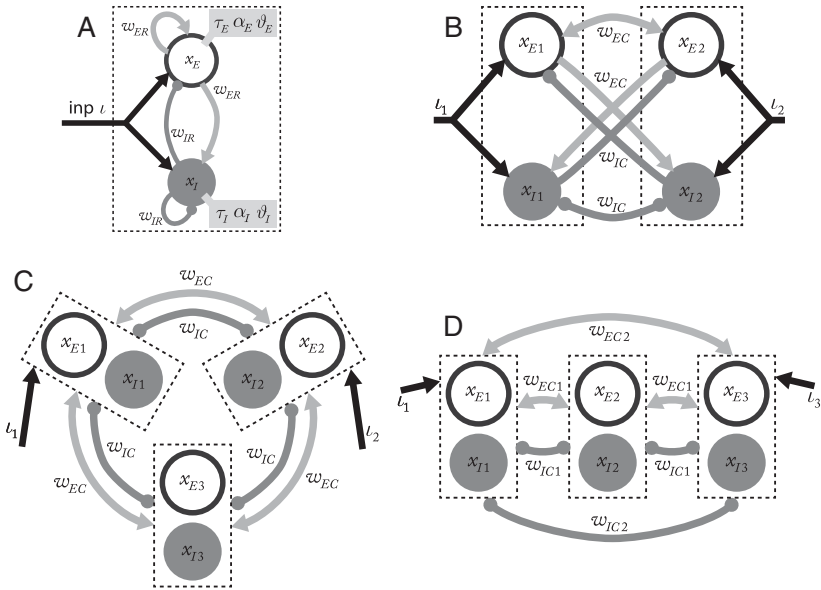 A
w_ER
τ_E α_E ϑ_E
x_E
inp ι
w_ER
w_IR
x_I
w_IR
τ_I α_I ϑ_I
B
x_E1
w_EC
x_E2
w_EC
ι_1
ι_2
w_IC
x_I1
w_IC
x_I2
C
w_EC
w_IC
x_E1
x_E2
x_I1
x_I2
ι_1
ι_2
w_IC
w_IC
w_EC
w_EC
x_E3
x_I3
D
w_EC2
ι_1
x_E1
w_EC1
x_E2
w_EC1
x_E3
ι_3
x_I1
w_IC1
x_I2
w_IC1
x_I3
w_IC2